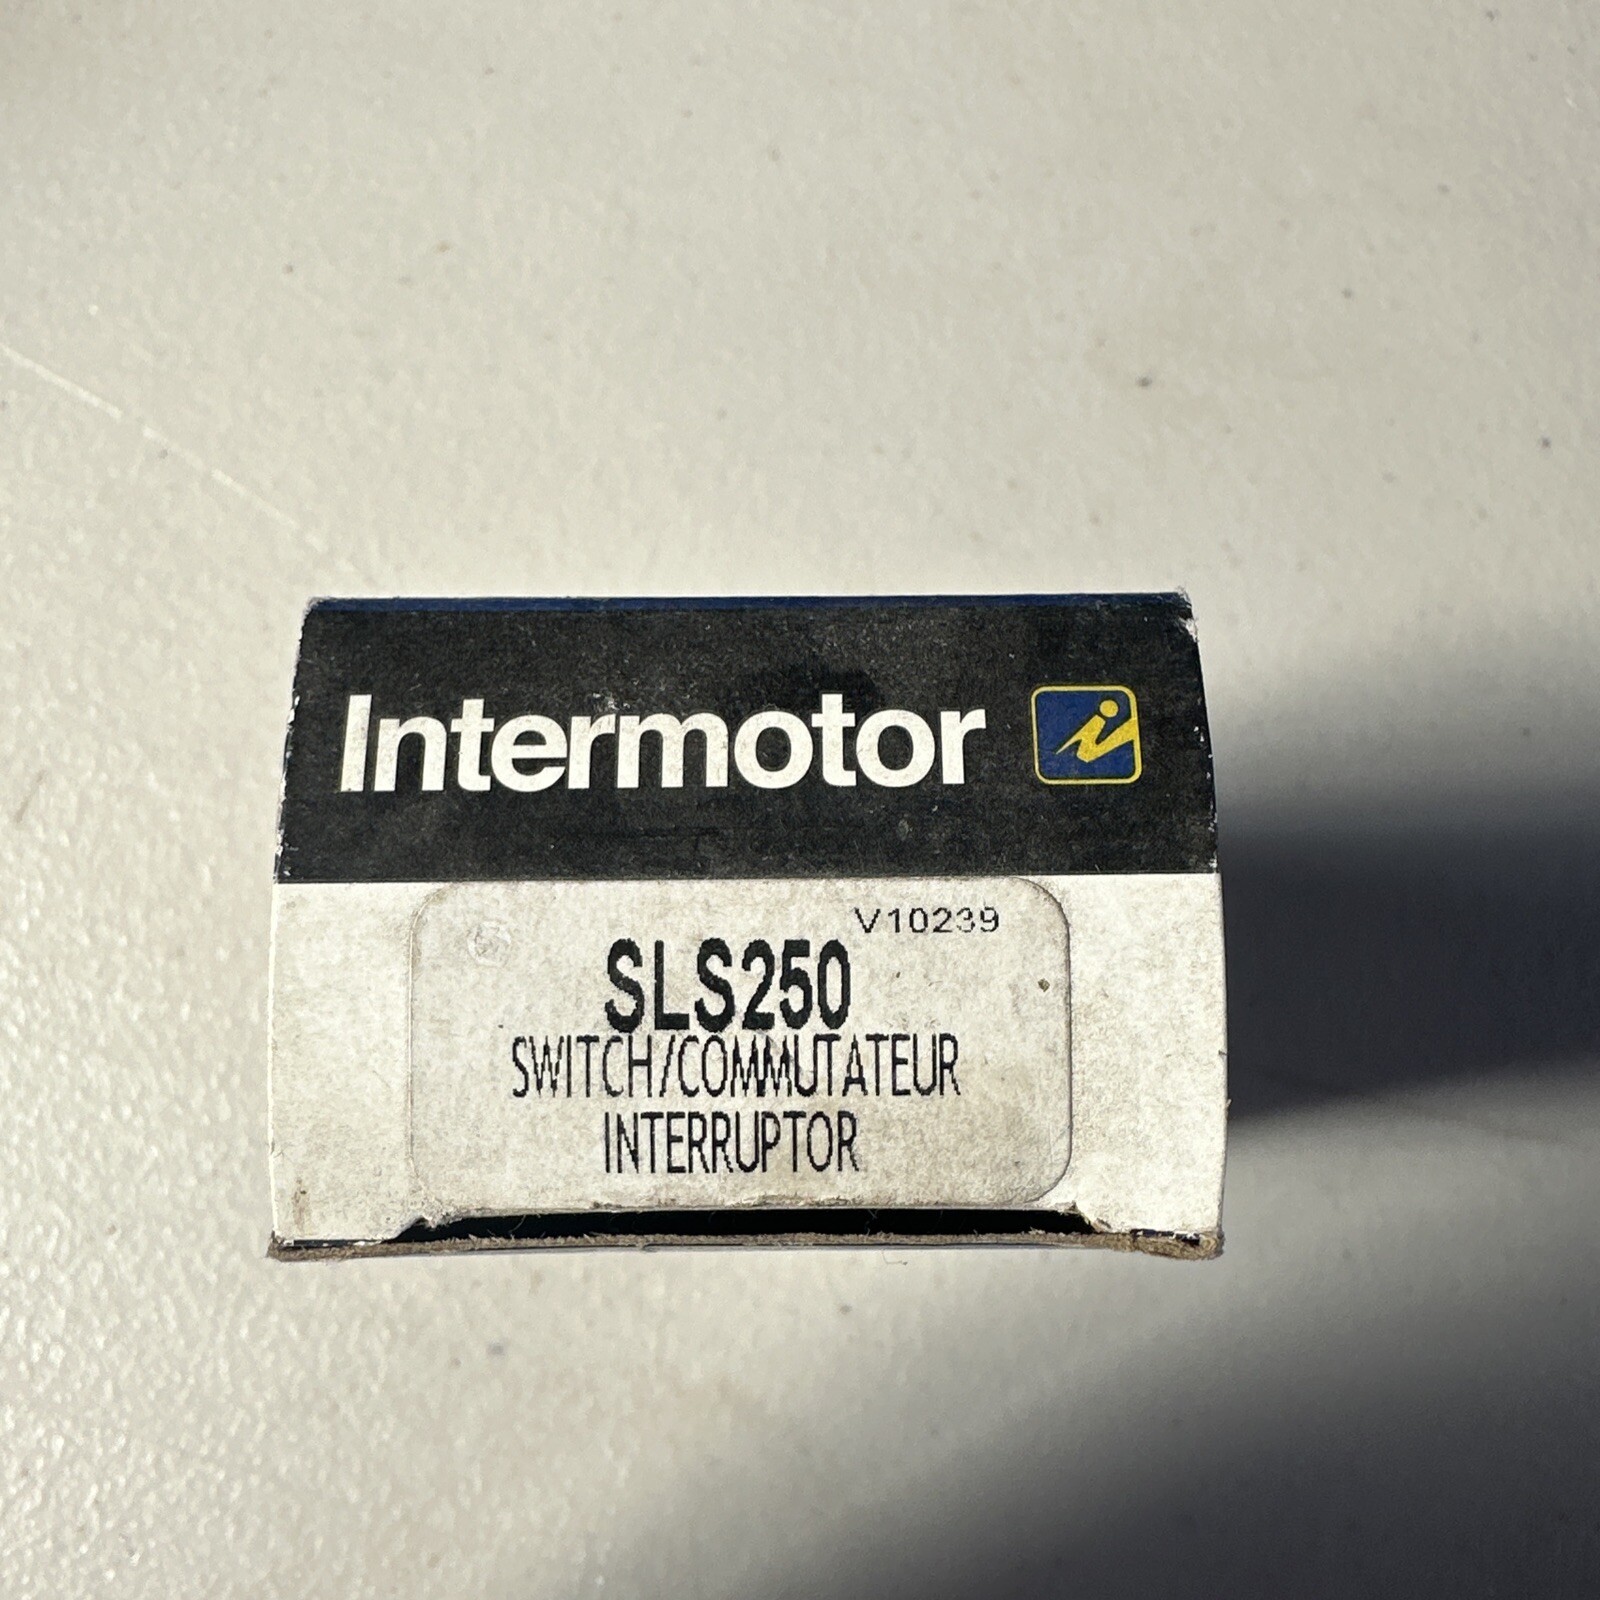 Intermotor
V10239
SLS250
SWITCH/COMMUTATEUR
INTERRUPTOR